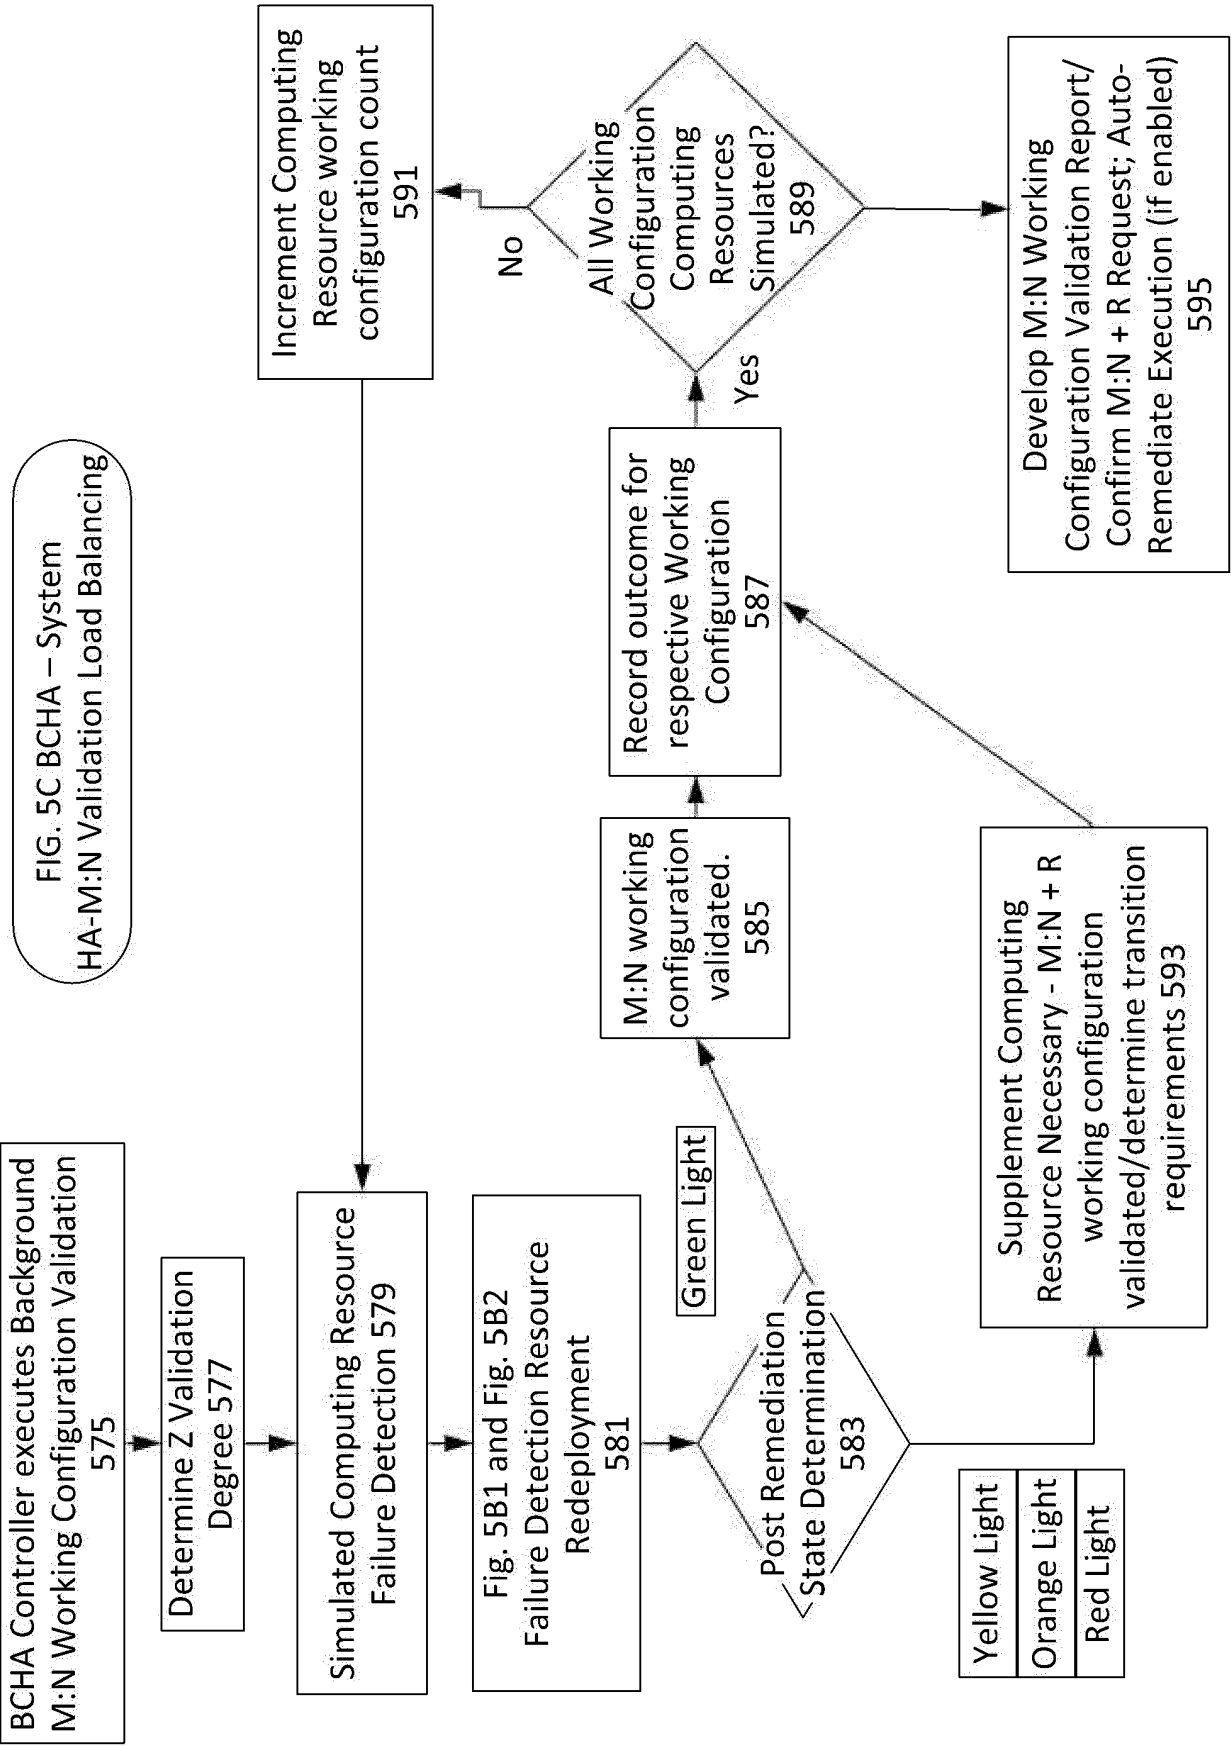 FIG. 5C BCHA – System
HA-M:N Validation Load Balancing
BCHA Controller executes Background
M:N Working Configuration Validation
575
Determine Z Validation
Degree 577
Simulated Computing Resource
Failure Detection 579
Fig. 5B1 and Fig. 5B2
Failure Detection Resource
Redeployment
581
Post Remediation
State Determination
583
Green Light
Yellow Light
Orange Light
Red Light
M:N working
configuration
validated.
585
Supplement Computing
Resource Necessary - M:N + R
working configuration
validated/determine transition
requirements 593
Record outcome for
respective Working
Configuration
587
Yes
No
All Working
Configuration
Computing
Resources
Simulated?
589
Increment Computing
Resource working
configuration count
591
Develop M:N Working
Configuration Validation Report/
Confirm M:N + R Request; Auto-
Remediate Execution (if enabled)
595